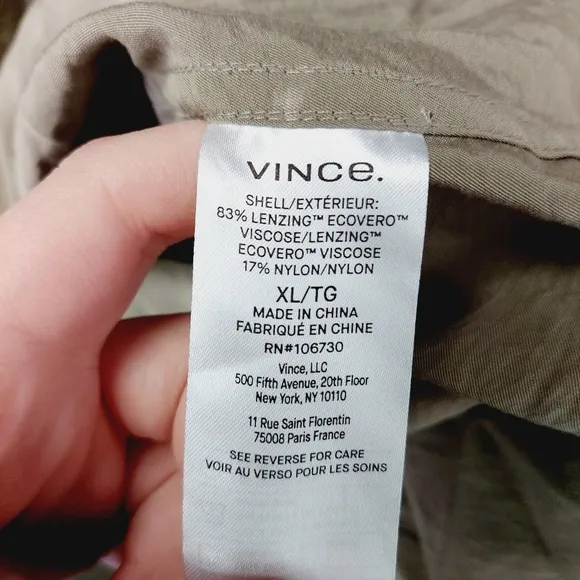 VINCE.
SHELL/EXTÉRIEUR:
83% LENZING™ ECOVERO™
VISCOSE/LENZING™
ECOVERO™ VISCOSE
17% NYLON/NYLON
XL/TG
MADE IN CHINA
FABRIQUÉ EN CHINE
RN#106730
Vince, LLC
500 Fifth Avenue, 20th Floor
New York, NY 10110
11 Rue Saint Florentin
75008 Paris France
SEE REVERSE FOR CARE
VOIR AU VERSO POUR LES SOINS